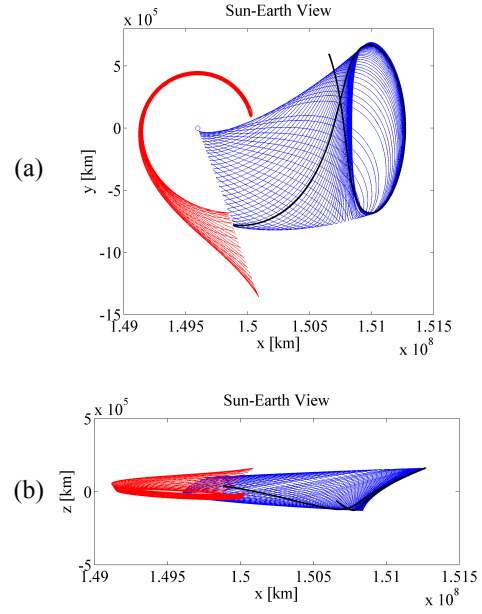 Sun-Earth View
x 10^5
(a)
y [km]
5
0
-5
-10
-15
1.49 1.495 1.5 1.505 1.51 1.515
x [km]
x 10^8
Sun-Earth View
x 10^5
(b)
z [km]
5
0
-5
1.49 1.495 1.5 1.505 1.51 1.515
x [km]
x 10^8